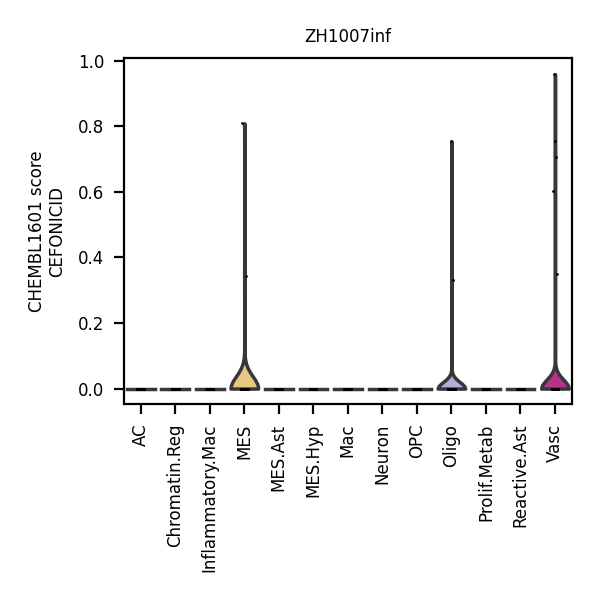 ZH1007inf
CHEMBL1601 score
CEFONICID
1.0
0.8
0.6
0.4
0.2
0.0
AC
Chromatin.Reg
Inflammatory.Mac
MES
MES.Ast
MES.Hyp
Mac
Neuron
OPC
Oligo
Prolif.Metab
Reactive.Ast
Vasc